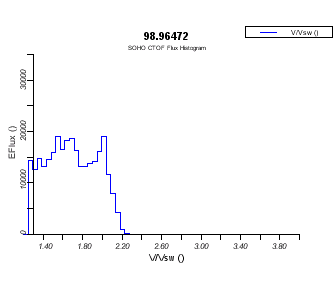 98.96472
SOHO CTOF Flux Histogram
V/Vsw ()
EFlux ()
30000
20000
10000
0
1.40 1.80 2.20 2.60 3.00 3.40 3.80
V/Vsw ()